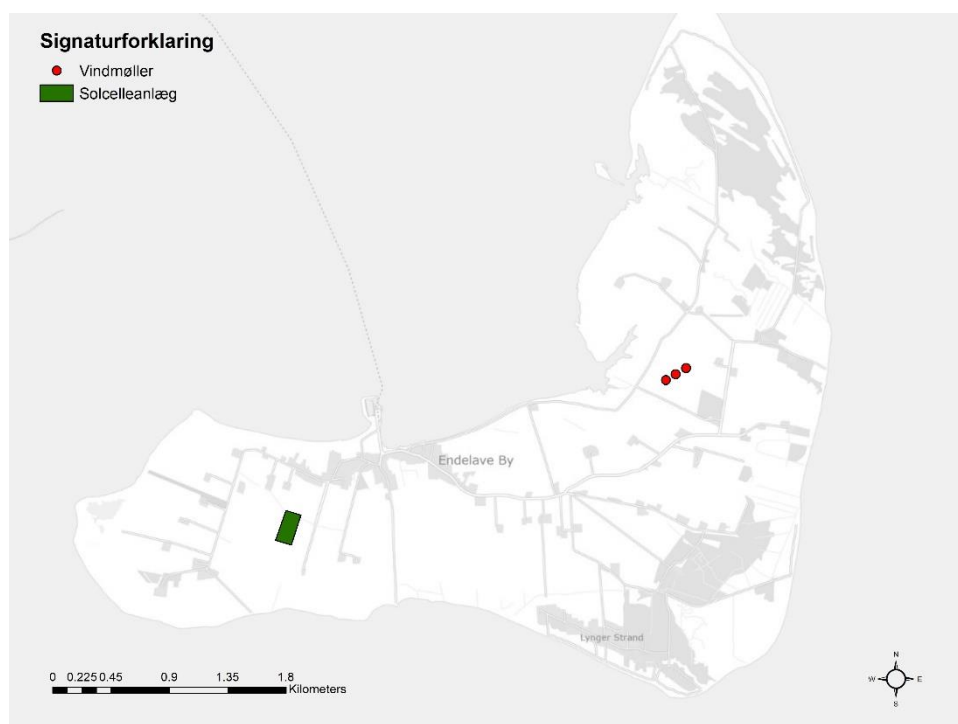 Signaturforklaring
Vindmøller
Solcelleanlæg
Endelave By
Lynger Strand
0 0.225 0.45 0.9 1.35 1.8
Kilometers
N
W E
S